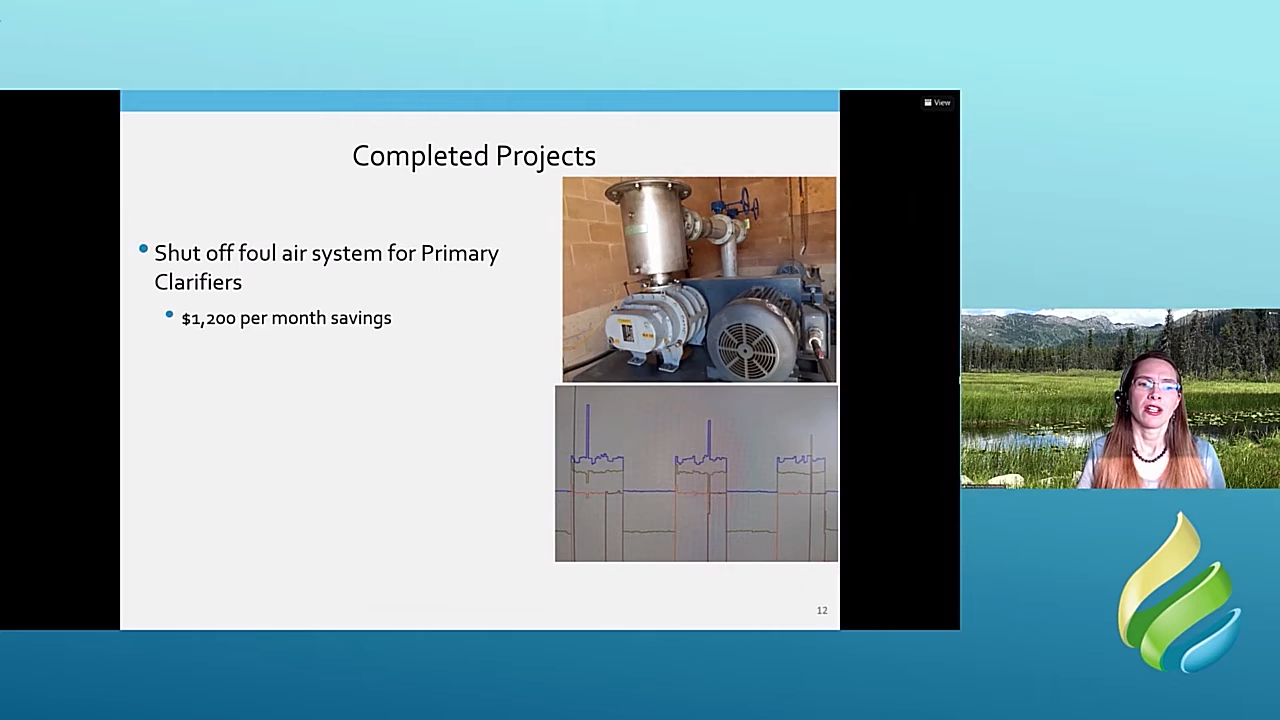 View
Completed Projects
Shut off foul air system for Primary
Clarifiers
$1,200 per month savings
12